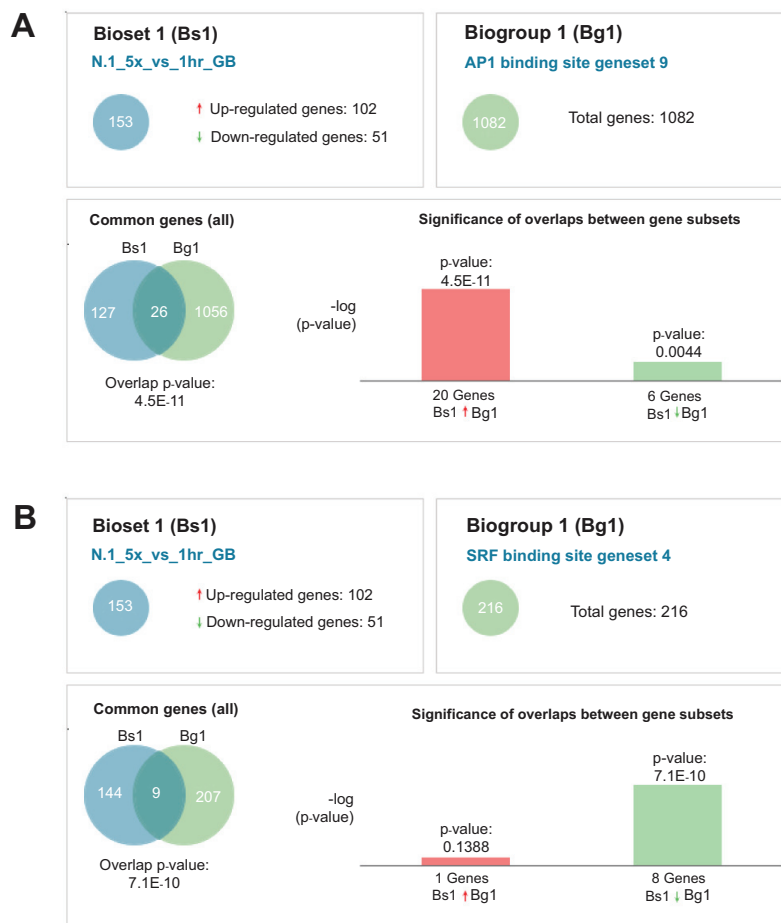 A
Bioset 1 (Bs1)
N.1_5x_vs_1hr_GB
153
↑ Up-regulated genes: 102
↓ Down-regulated genes: 51
Biogroup 1 (Bg1)
AP1 binding site geneset 9
1082
Total genes: 1082
Common genes (all)
Bs1 Bg1
127 26 1056
Overlap p-value:
4.5E-11
Significance of overlaps between gene subsets
-log
(p-value)
p-value:
4.5E-11
20 Genes
Bs1 ↑ Bg1
p-value:
0.0044
6 Genes
Bs1 ↓ Bg1
B
Bioset 1 (Bs1)
N.1_5x_vs_1hr_GB
153
↑ Up-regulated genes: 102
↓ Down-regulated genes: 51
Biogroup 1 (Bg1)
SRF binding site geneset 4
216
Total genes: 216
Common genes (all)
Bs1 Bg1
144 9 207
Overlap p-value:
7.1E-10
Significance of overlaps between gene subsets
-log
(p-value)
p-value:
0.1388
1 Genes
Bs1 ↑ Bg1
p-value:
7.1E-10
8 Genes
Bs1 ↓ Bg1